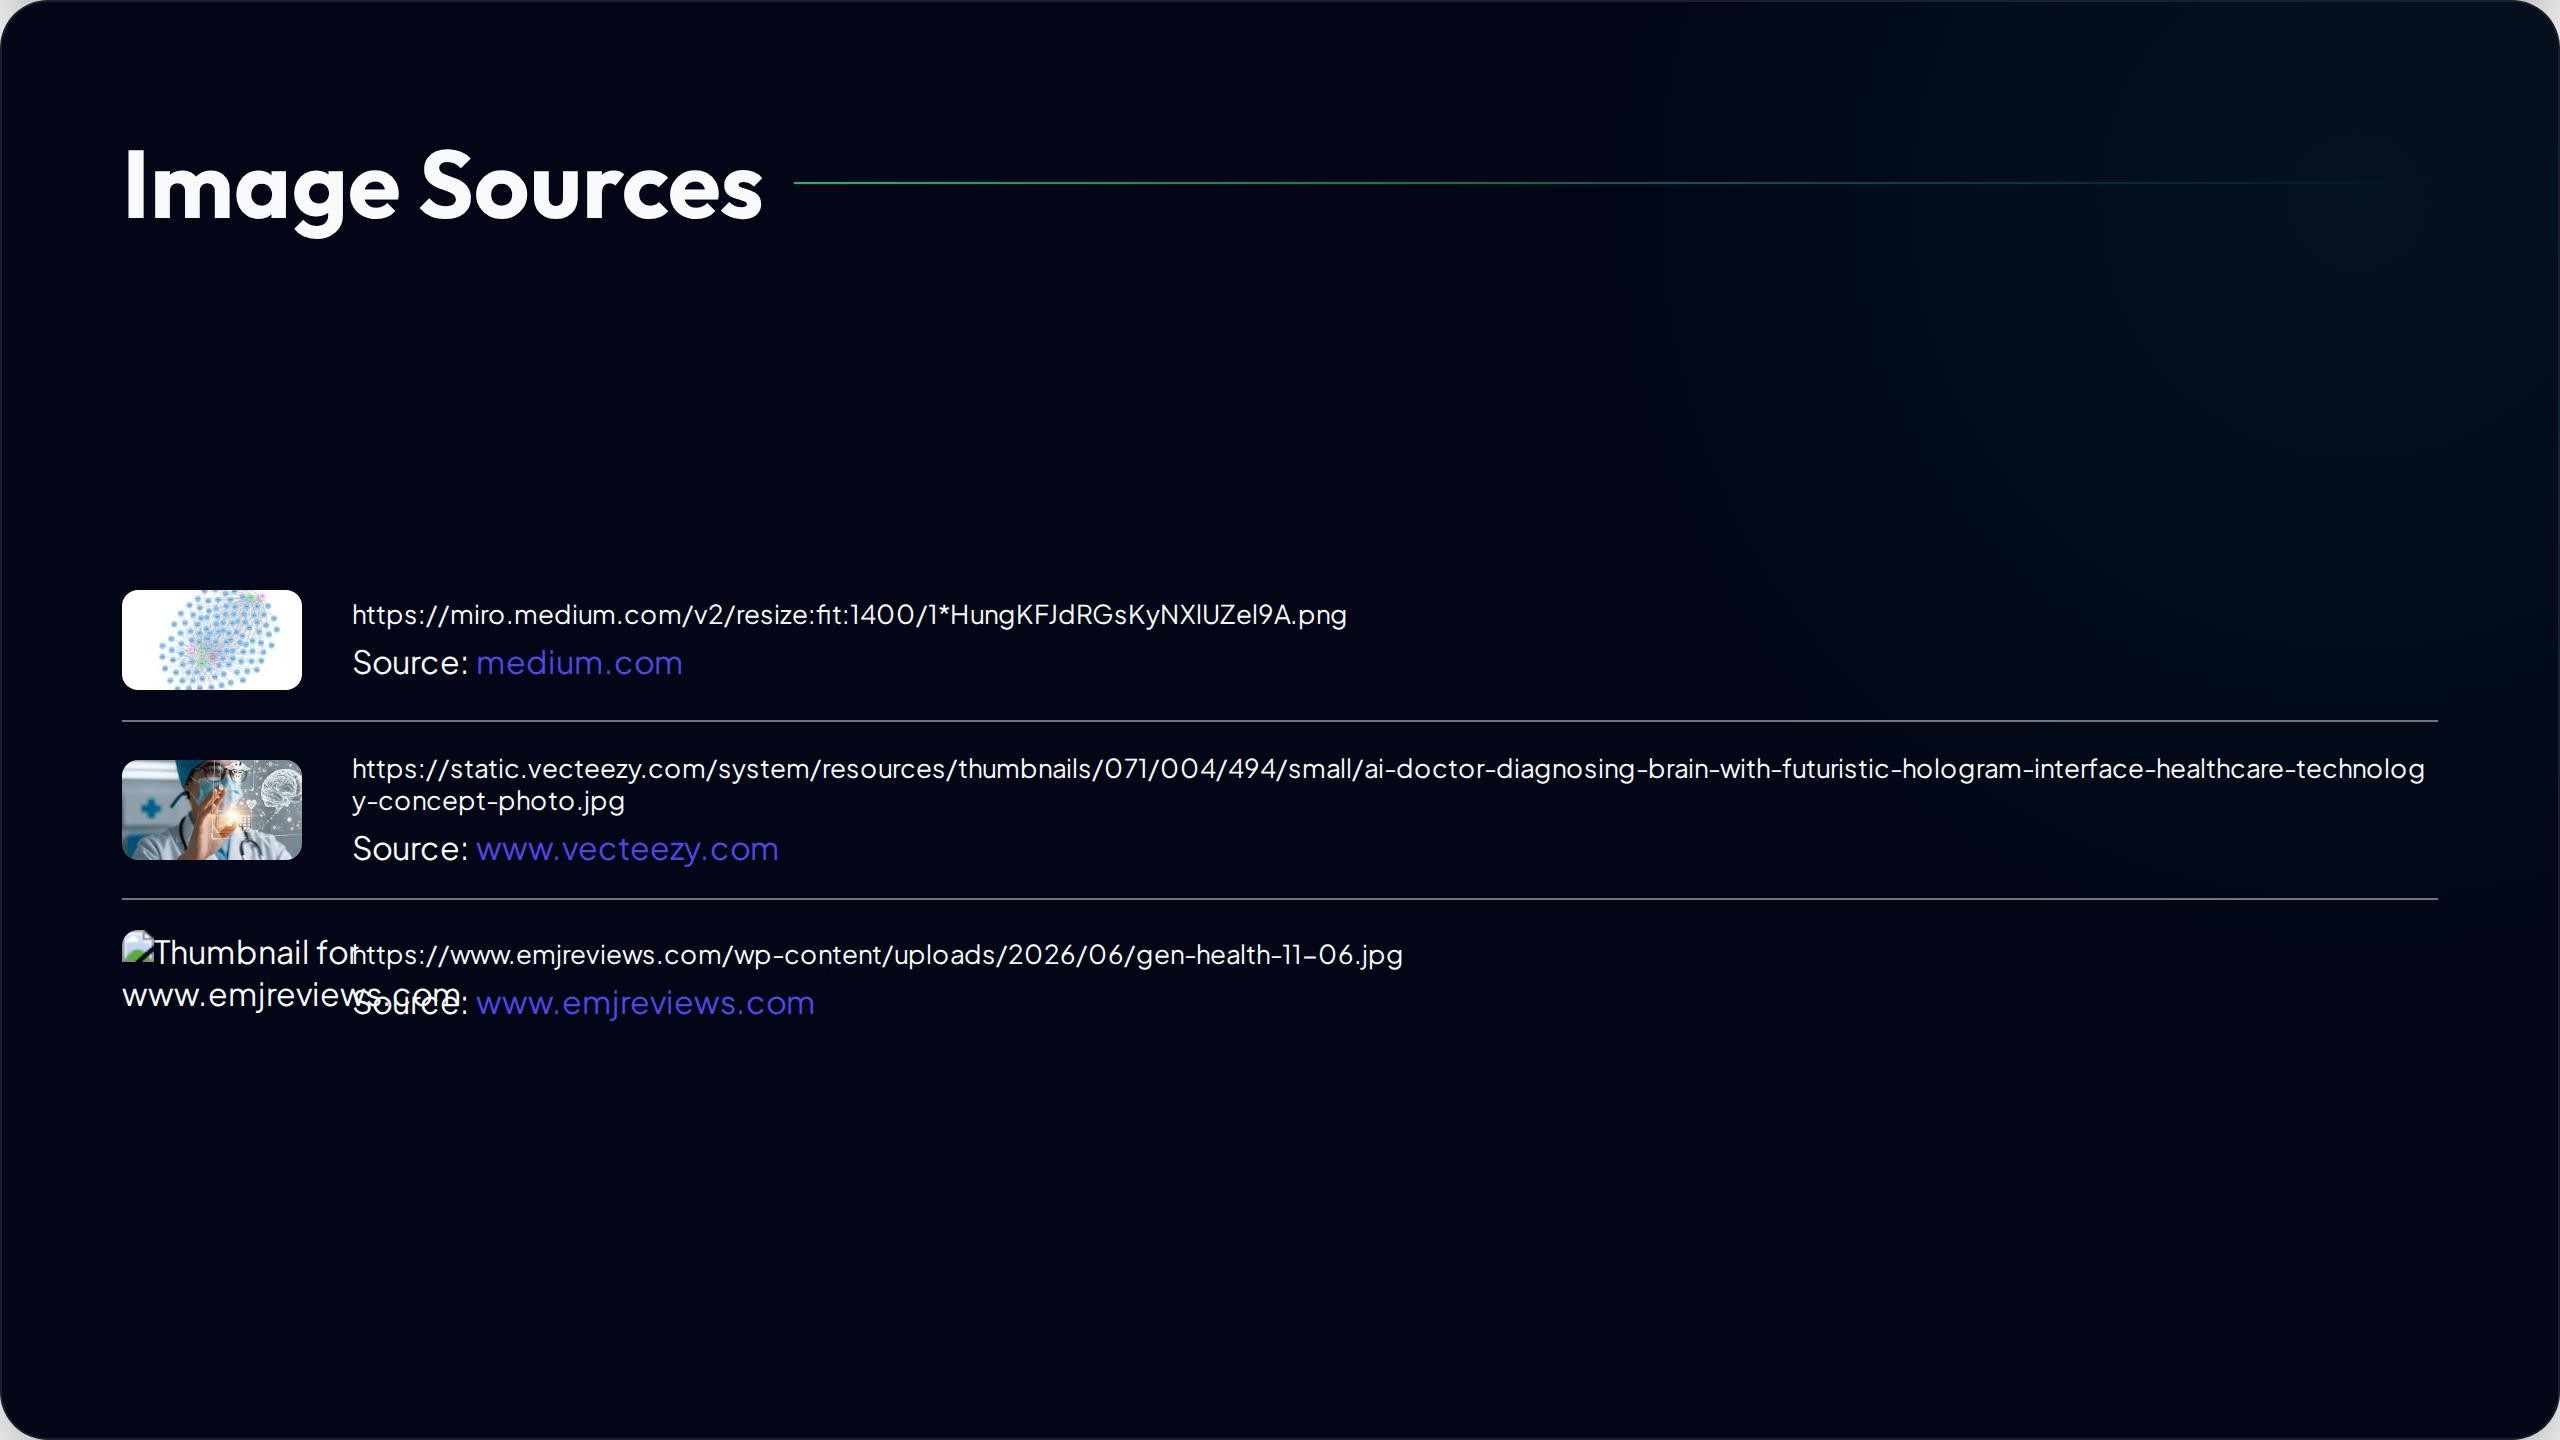 Image Sources
https://miro.medium.com/v2/resize:fit:1400/1*HungKFJdRGsKyNXlUZel9A.png
Source: medium.com
https://static.vecteezy.com/system/resources/thumbnails/071/004/494/small/ai-doctor-diagnosing-brain-with-futuristic-hologram-interface-healthcare-technolog
y-concept-photo.jpg
Source: www.vecteezy.com
Thumbnail for
www.emjreviews.com
https://www.emjreviews.com/wp-content/uploads/2026/06/gen-health-11-06.jpg
Source: www.emjreviews.com